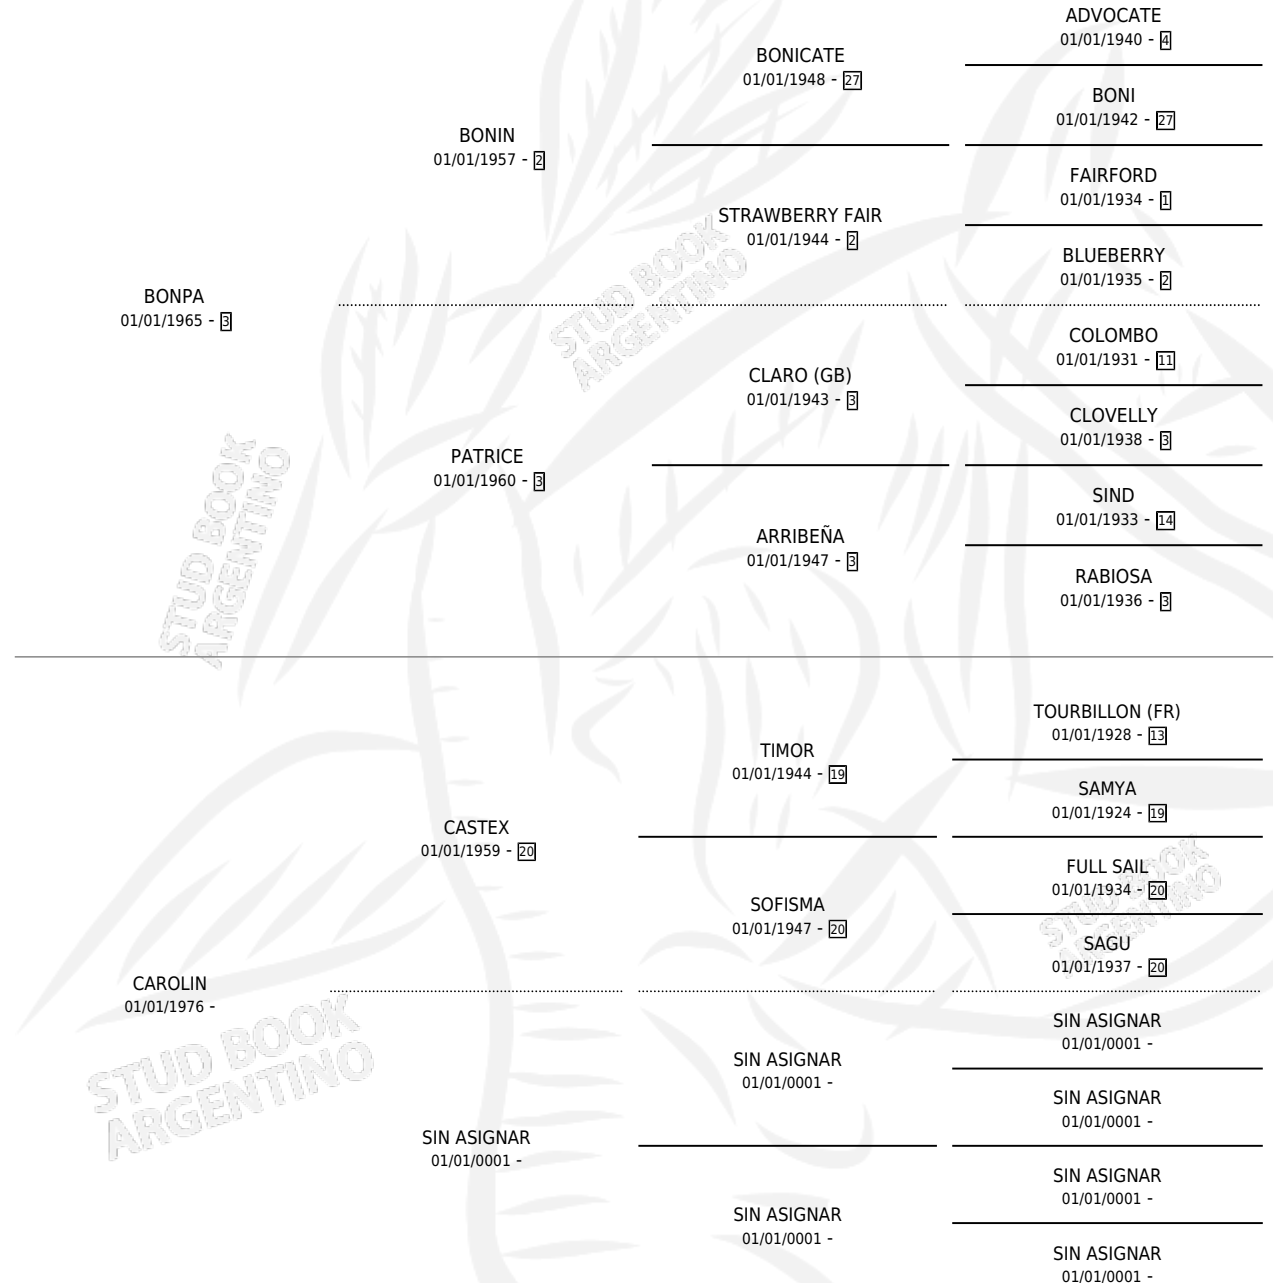 ADVOCATE
01/01/1940 - 4
BONICATE
01/01/1948 - 27
BONI
01/01/1942 - 27
BONIN
01/01/1957 - 2
FAIRFORD
01/01/1934 - 1
STRAWBERRY FAIR
01/01/1944 - 2
BLUEBERRY
01/01/1935 - 2
BONPA
01/01/1965 - 3
COLOMBO
01/01/1931 - 11
CLARO (GB)
01/01/1943 - 3
CLOVELLY
01/01/1938 - 3
PATRICE
01/01/1960 - 3
SIND
01/01/1933 - 14
ARRIBEÑA
01/01/1947 - 3
RABIOSA
01/01/1936 - 3
STUD BOOK
ARGENTINO
STUD BOOK
ARGENTINO
TOURBILLON (FR)
01/01/1928 - 13
TIMOR
01/01/1944 - 19
SAMYA
01/01/1924 - 19
CASTEX
01/01/1959 - 20
FULL SAIL
01/01/1934 - 20
SOFISMA
01/01/1947 - 20
SAGU
01/01/1937 - 20
STUD BOOK
ARGENTINO
CAROLIN
01/01/1976 -
SIN ASIGNAR
01/01/0001 -
SIN ASIGNAR
01/01/0001 -
SIN ASIGNAR
01/01/0001 -
SIN ASIGNAR
01/01/0001 -
SIN ASIGNAR
01/01/0001 -
SIN ASIGNAR
01/01/0001 -
SIN ASIGNAR
01/01/0001 -
STUD BOOK
ARGENTINO